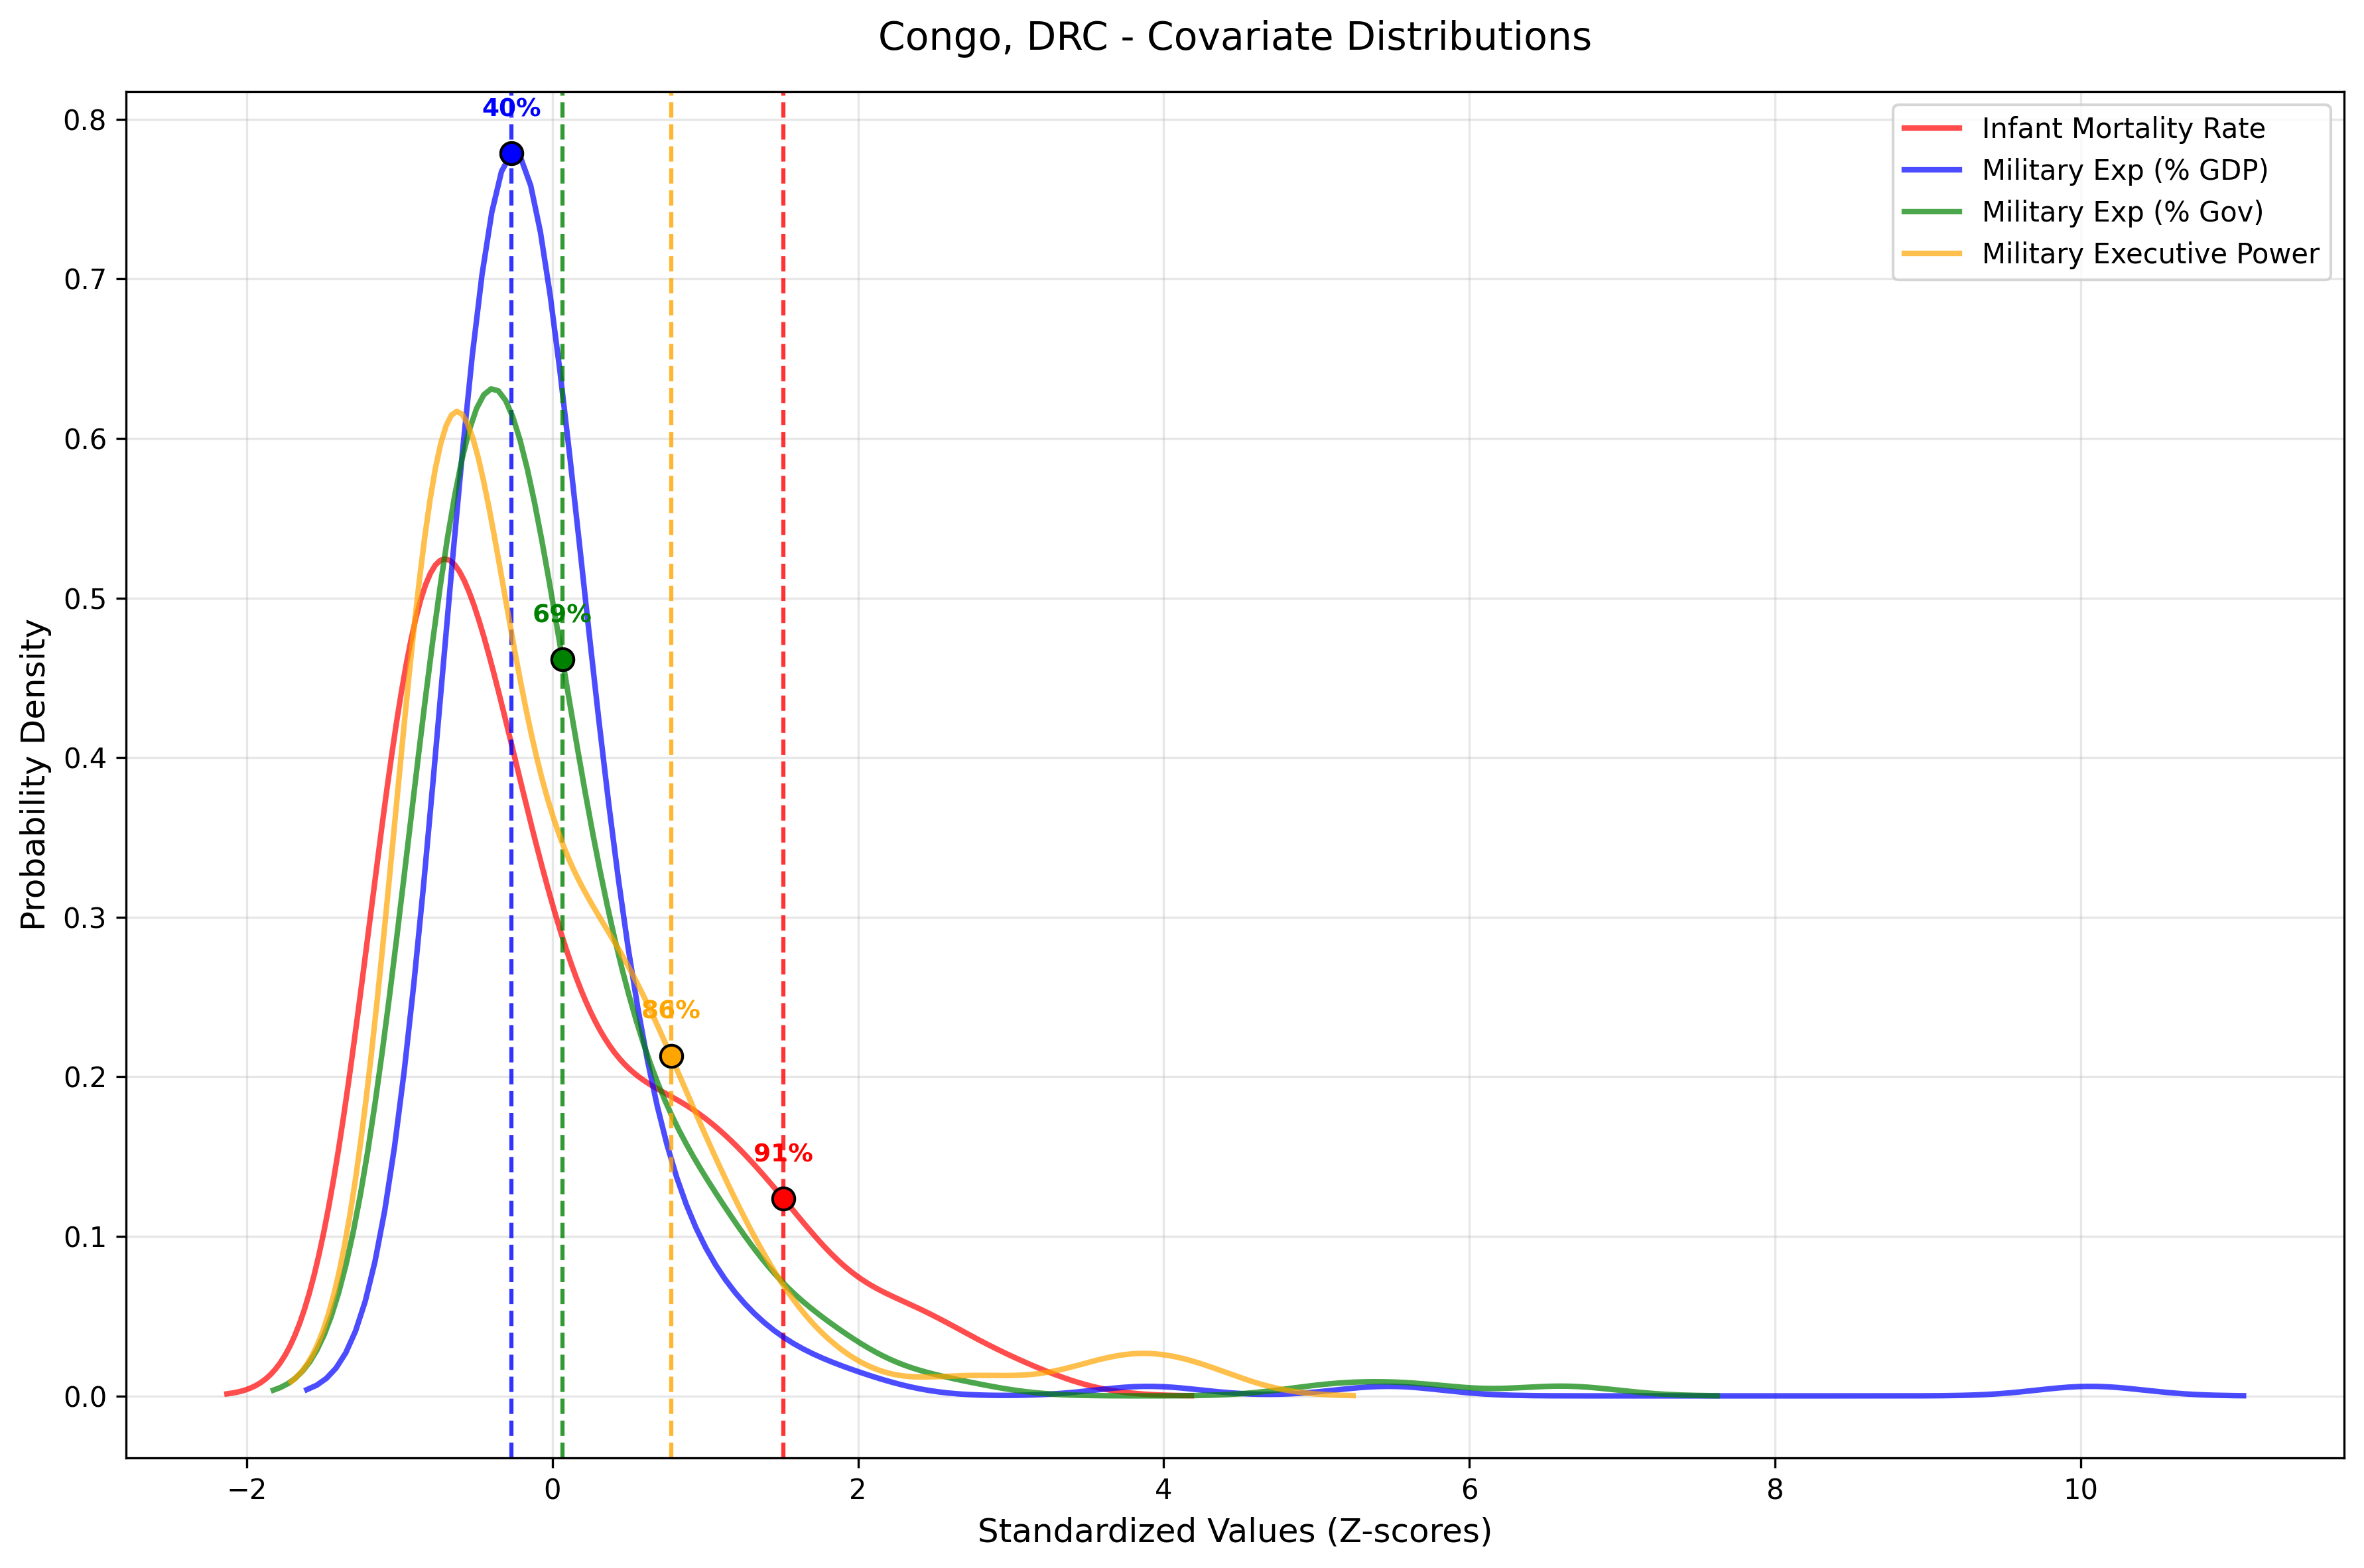 Congo, DRC - Covariate Distributions
40%
69%
86%
91%
Infant Mortality Rate
Military Exp (% GDP)
Military Exp (% Gov)
Military Executive Power
Probability Density
0.8
0.7
0.6
0.5
0.4
0.3
0.2
0.1
0.0
−2
0
2
4
6
8
10
Standardized Values (Z-scores)